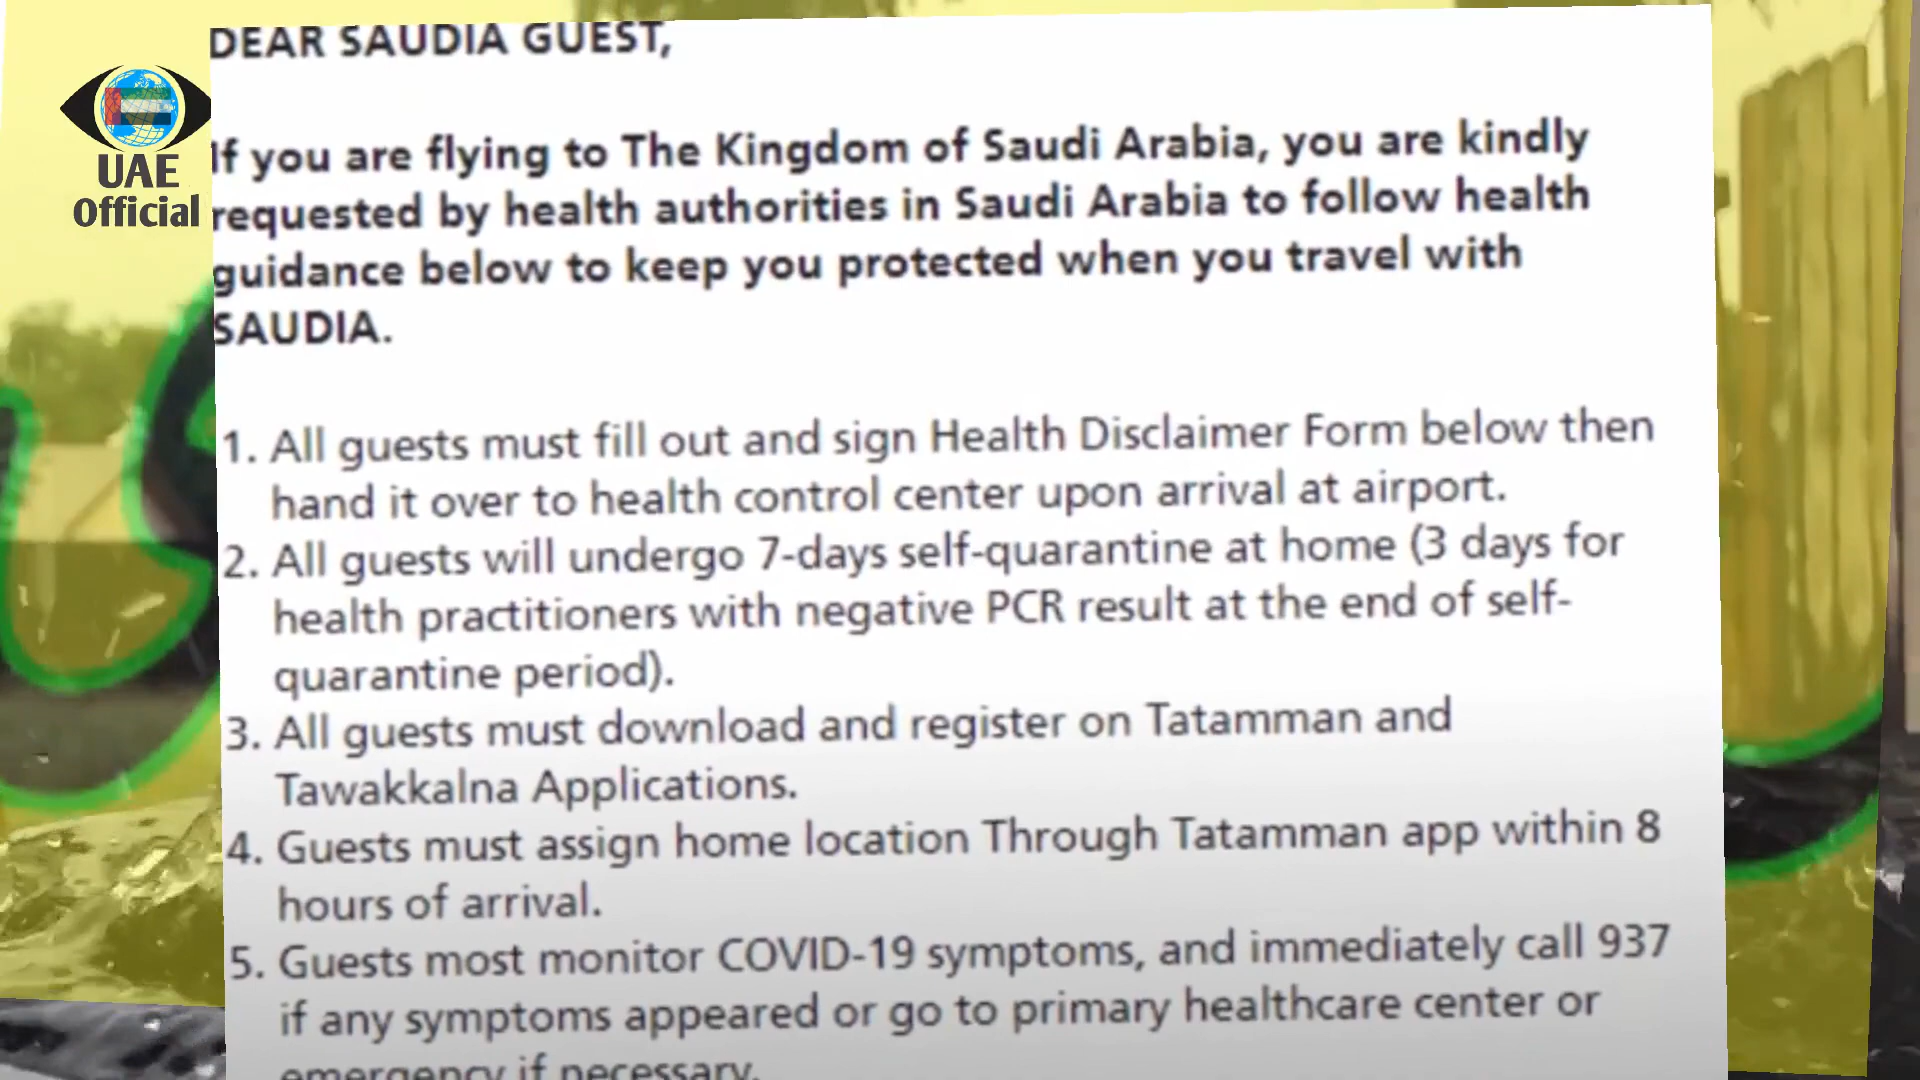 DEAR SAUDIA GUEST,
UAE
Official
If you are flying to The Kingdom of Saudi Arabia, you are kindly
requested by health authorities in Saudi Arabia to follow health
guidance below to keep you protected when you travel with
SAUDIA.
1. All guests must fill out and sign Health Disclaimer Form below then
hand it over to health control center upon arrival at airport.
2. All guests will undergo 7-days self-quarantine at home (3 days for
health practitioners with negative PCR result at the end of self-
quarantine period).
3. All guests must download and register on Tatamman and
Tawakkalna Applications.
4. Guests must assign home location Through Tatamman app within 8
hours of arrival.
5. Guests most monitor COVID-19 symptoms, and immediately call 937
if any symptoms appeared or go to primary healthcare center or
emergency if necessary.